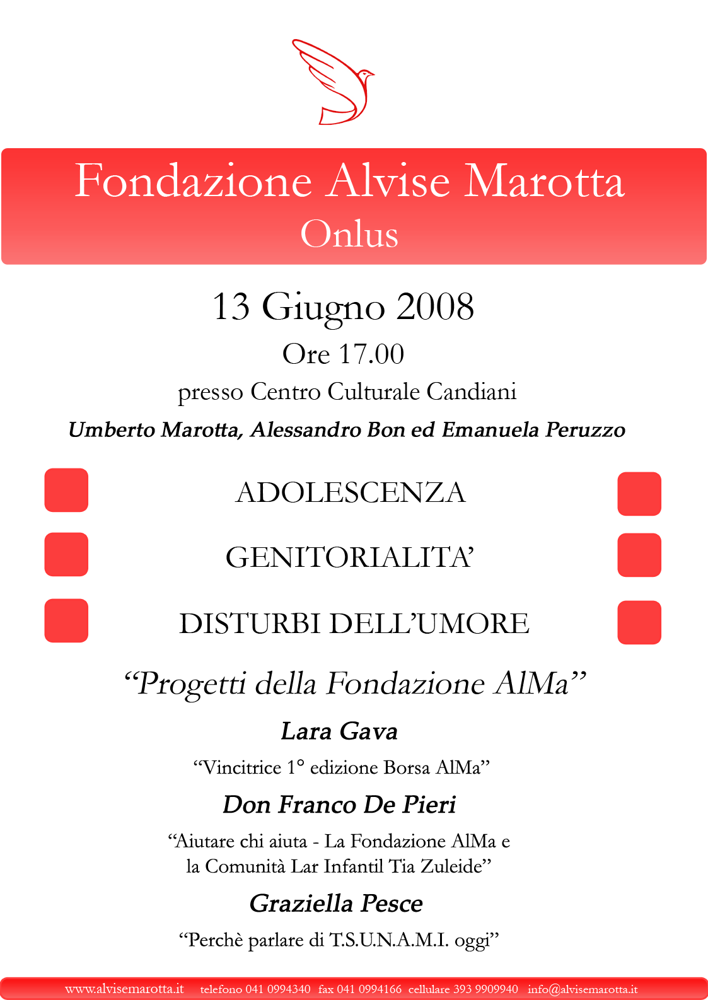 Fondazione Alvise Marotta
Onlus
13 Giugno 2008
Ore 17.00
presso Centro Culturale Candiani
Umberto Marotta, Alessandro Bon ed Emanuela Peruzzo
ADOLESCENZA
GENITORIALITA’
DISTURBI DELL’UMORE
“Progetti della Fondazione AlMa”
Lara Gava
“Vincitrice 1° edizione Borsa AlMa”
Don Franco De Pieri
“Aiutare chi aiuta - La Fondazione AlMa e
la Comunità Lar Infantil Tia Zuleide”
Graziella Pesce
“Perchè parlare di T.S.U.N.A.M.I. oggi”
www.alvisemarotta.it telefono 041 0994340 fax 041 0994166 cellulare 393 9909940 info@alvisemarotta.it